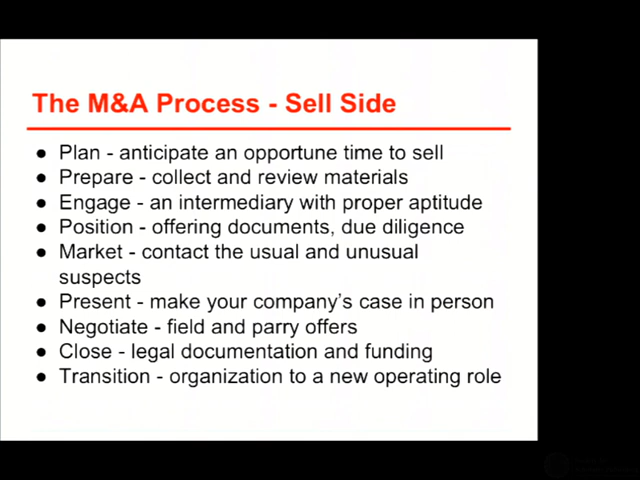 The M&A Process - Sell Side
● Plan - anticipate an opportune time to sell
● Prepare - collect and review materials
● Engage - an intermediary with proper aptitude
● Position - offering documents, due diligence
● Market - contact the usual and unusual
suspects
● Present - make your company's case in person
● Negotiate - field and parry offers
● Close - legal documentation and funding
● Transition - organization to a new operating role